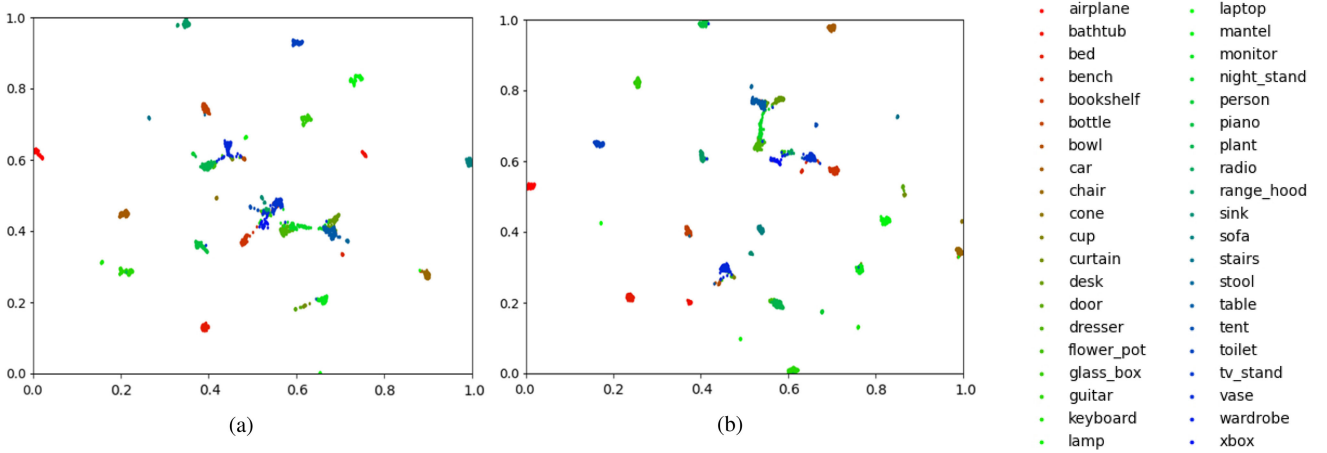 1.0
0.8
0.6
0.4
0.2
0.0
0.0 0.2 0.4 0.6 0.8 1.0
(a)
1.0
0.8
0.6
0.4
0.2
0.0
0.0 0.2 0.4 0.6 0.8 1.0
(b)
airplane
bathtub
bed
bench
bookshelf
bottle
bowl
car
chair
cone
cup
curtain
desk
door
dresser
flower_pot
glass_box
guitar
keyboard
lamp
laptop
mantel
monitor
night_stand
person
piano
plant
radio
range_hood
sink
sofa
stairs
stool
table
tent
toilet
tv_stand
vase
wardrobe
xbox